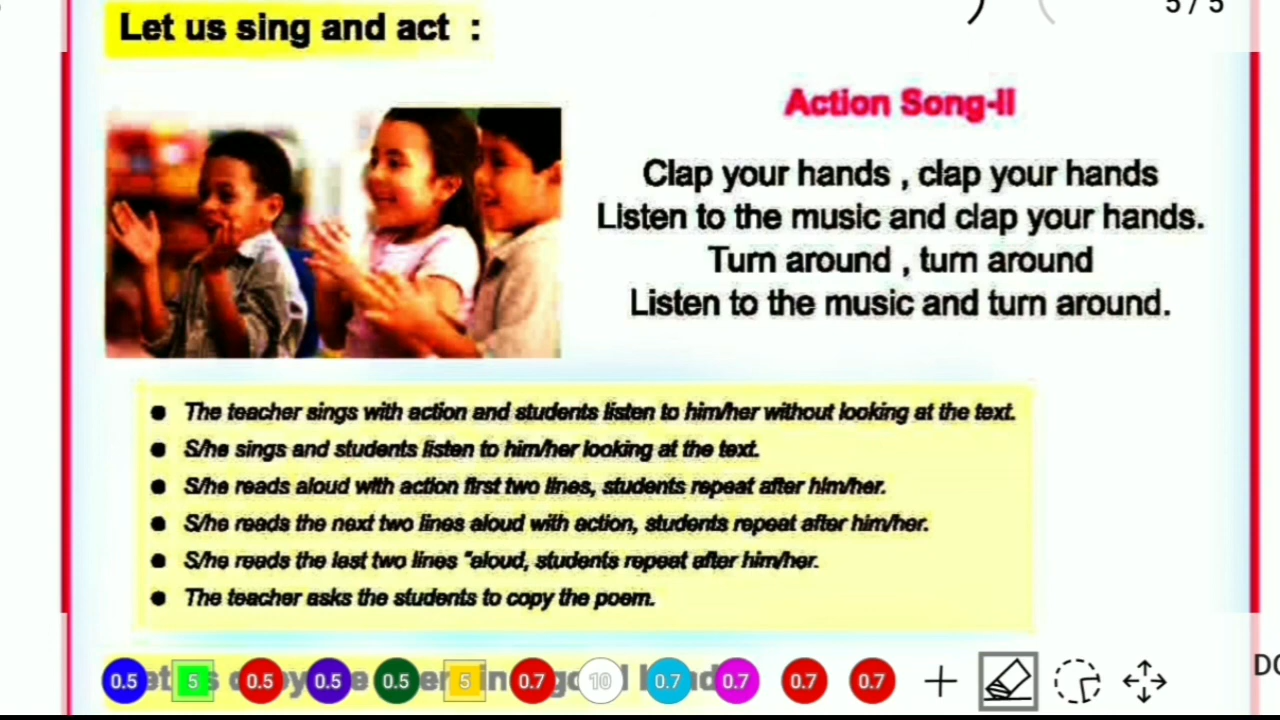 5 / 5
Let us sing and act :
Action Song-II
Clap your hands , clap your hands
Listen to the music and clap your hands.
Turn around , turn around
Listen to the music and turn around.
● The teacher sings with action and students listen to him/her without looking at the text.
● S/he sings and students listen to him/her looking at the text.
● S/he reads aloud with action first two lines, students repeat after him/her.
● S/he reads the next two lines aloud with action, students repeat after him/her.
● S/he reads the last two lines "aloud, students repeat after him/her.
● The teacher asks the students to copy the poem.
0.5 5 0.5 0.5 0.5 5 0.7 10 0.7 0.7 0.7 0.7